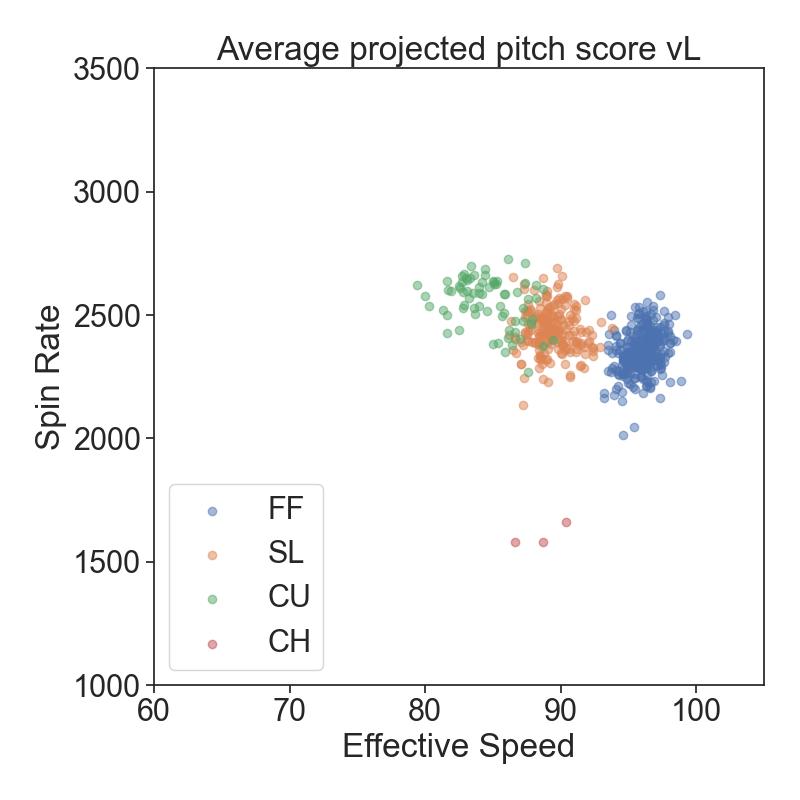 Average projected pitch score vL
3500
3000
2500
2000
1500
1000
Spin Rate
FF
SL
CU
CH
60 70 80 90 100
Effective Speed